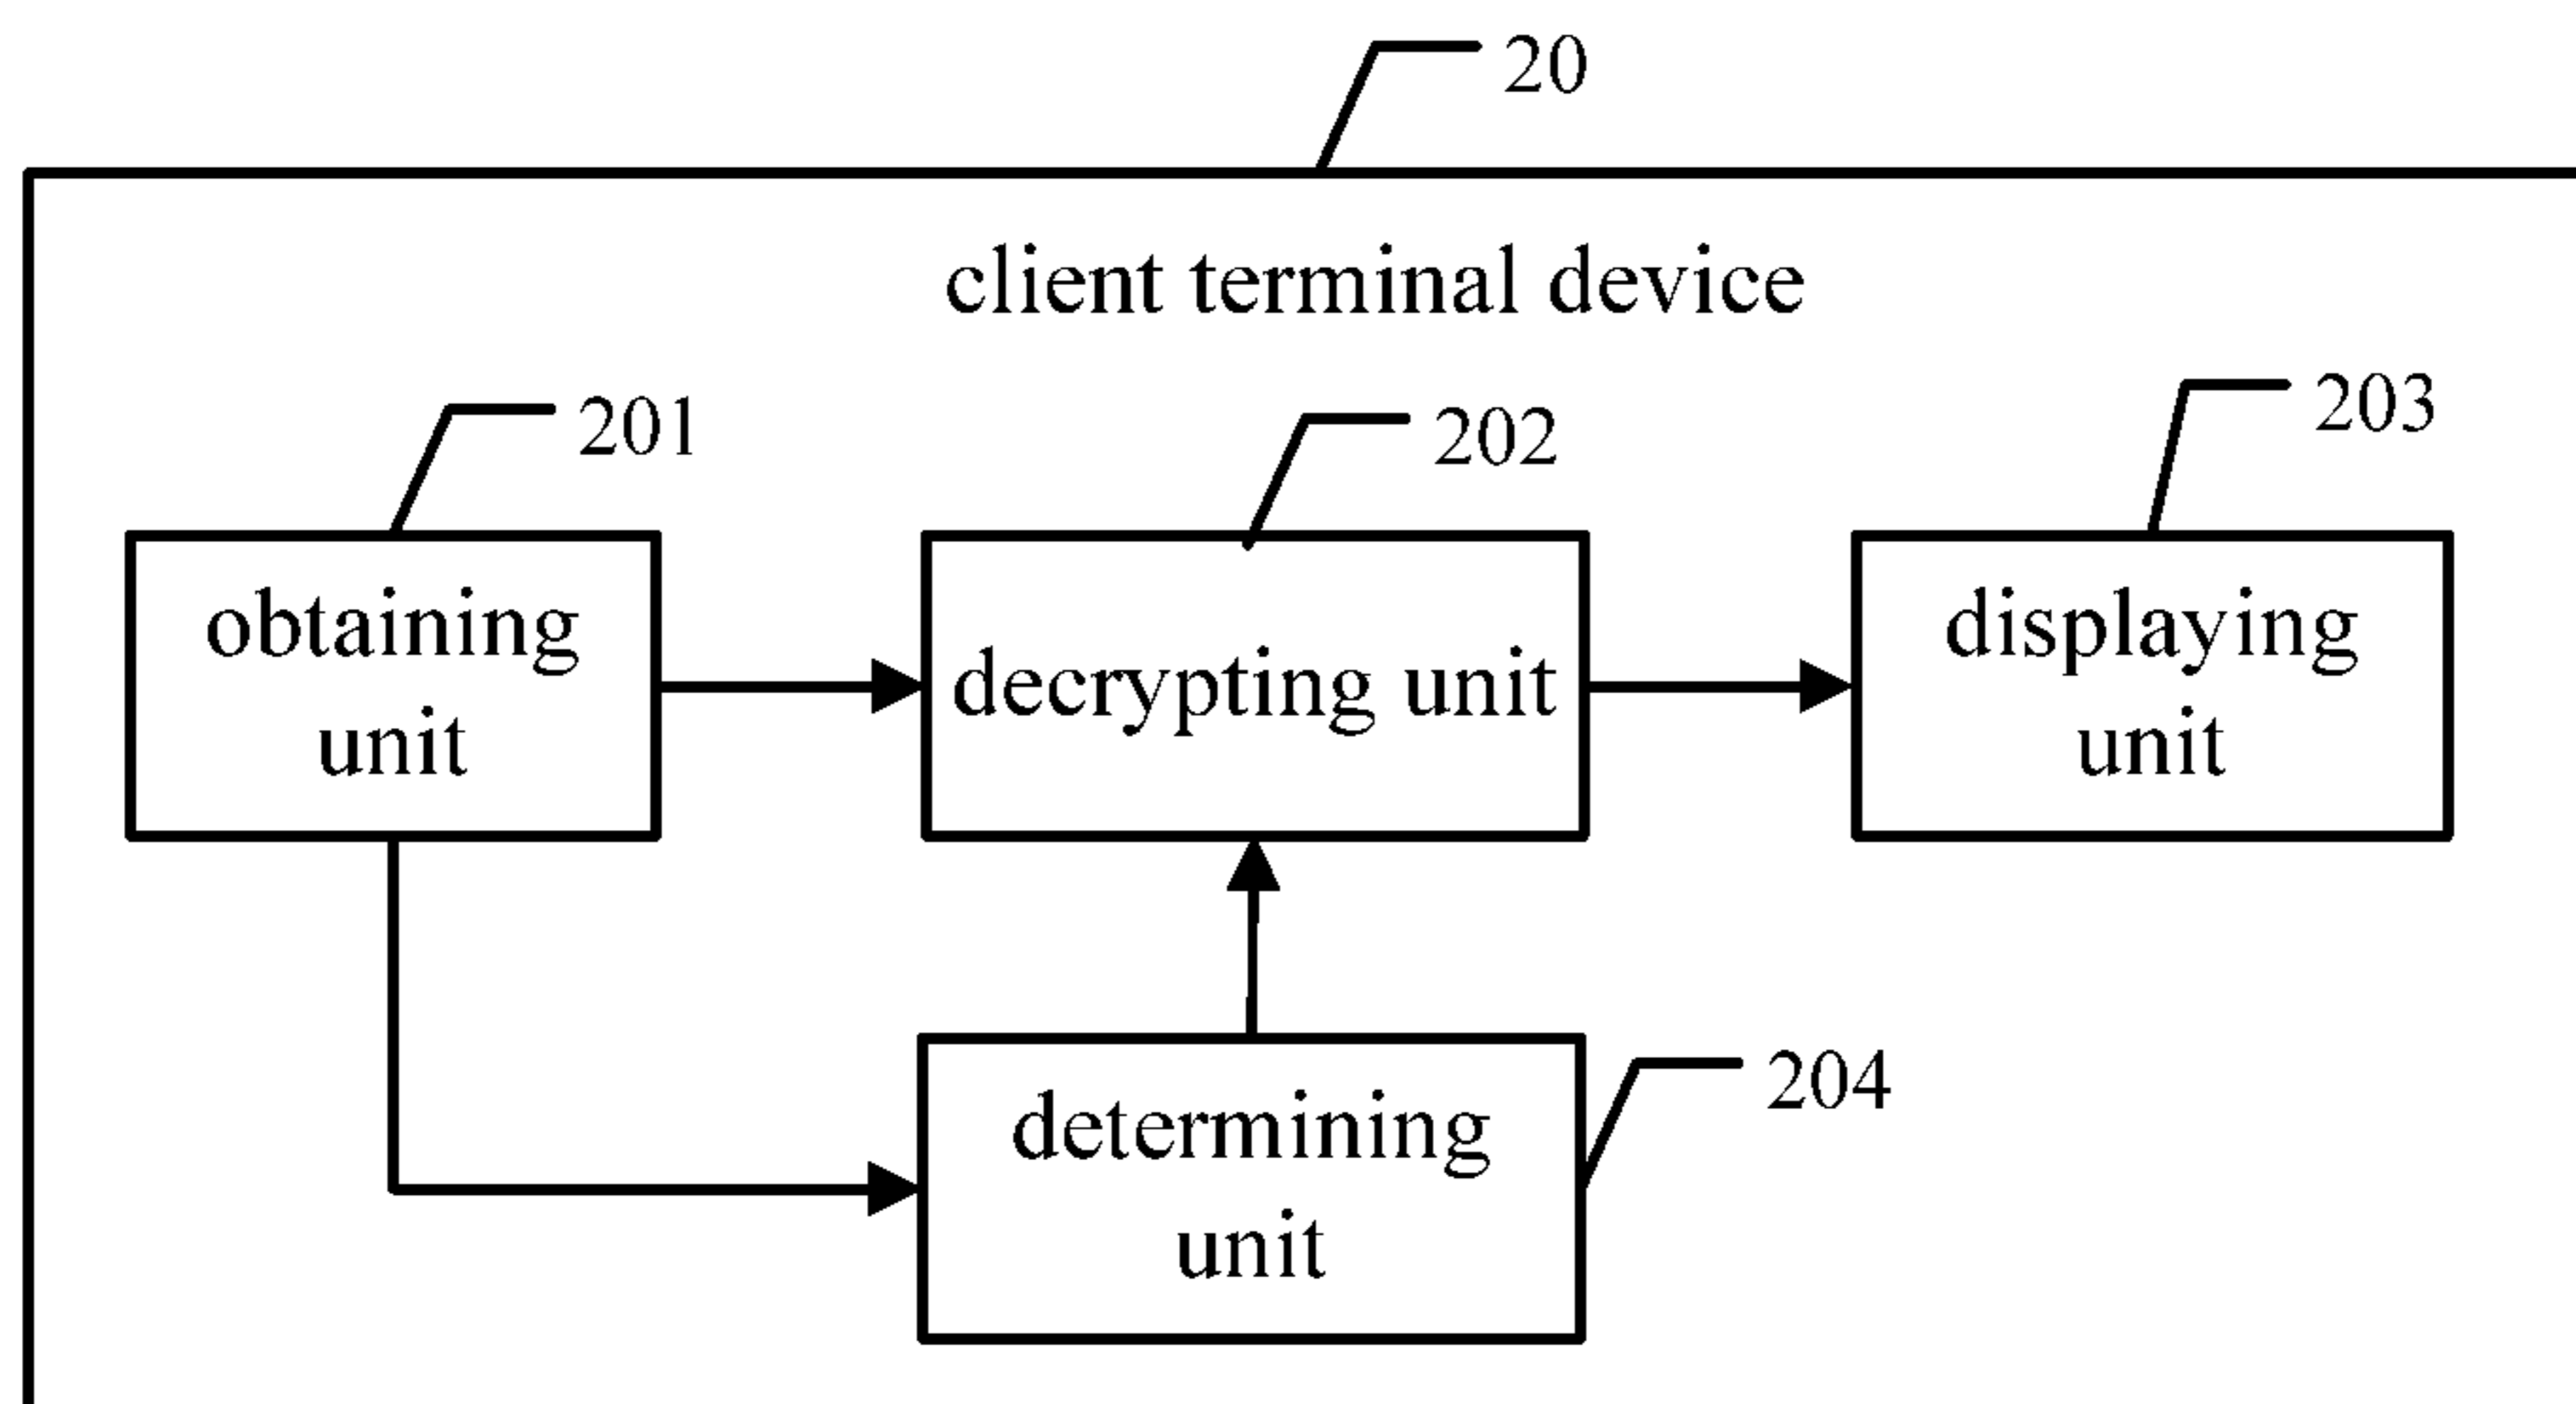 20
client terminal device
201
202
203
obtaining
unit
decrypting unit
displaying
unit
204
determining
unit